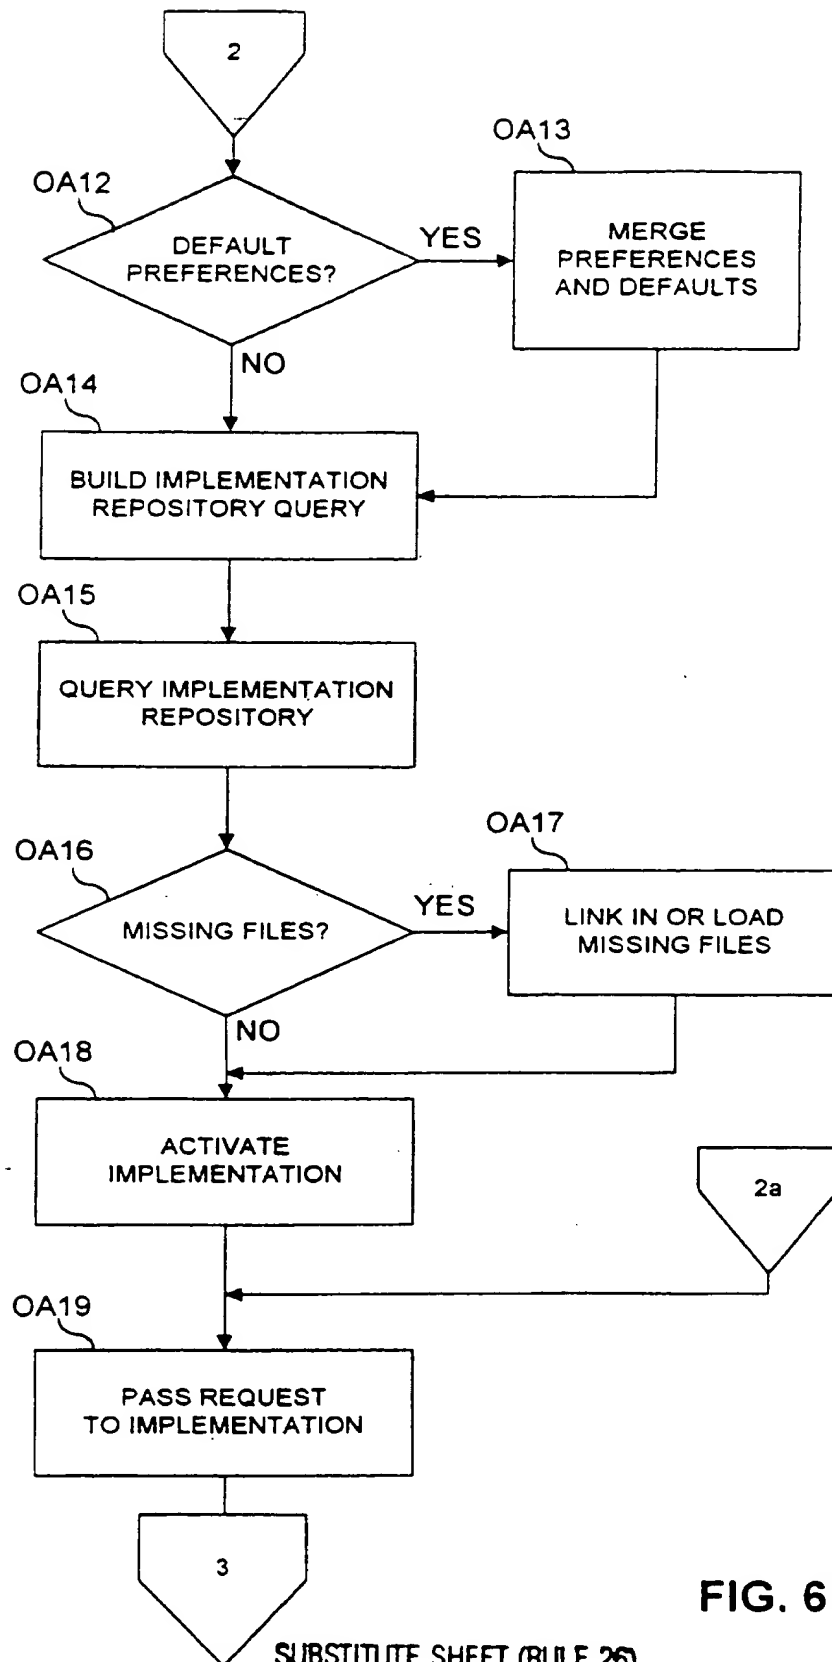 2
OA12
DEFAULT
PREFERENCES?
YES
OA13
MERGE
PREFERENCES
AND DEFAULTS
NO
OA14
BUILD IMPLEMENTATION
REPOSITORY QUERY
OA15
QUERY IMPLEMENTATION
REPOSITORY
OA16
MISSING FILES?
YES
OA17
LINK IN OR LOAD
MISSING FILES
NO
OA18
ACTIVATE
IMPLEMENTATION
2a
OA19
PASS REQUEST
TO IMPLEMENTATION
3
FIG. 6
SUBSTITUTE SHEET (RULE 26)